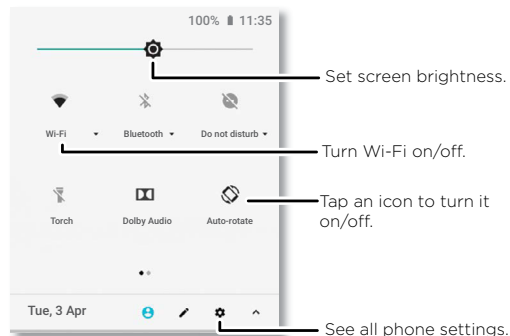 100% 11:35
Set screen brightness.
Wi-Fi Bluetooth Do not disturb
Turn Wi-Fi on/off.
Tap an icon to turn it
on/off.
Torch Dolby Audio Auto-rotate
Tue, 3 Apr
See all phone settings.